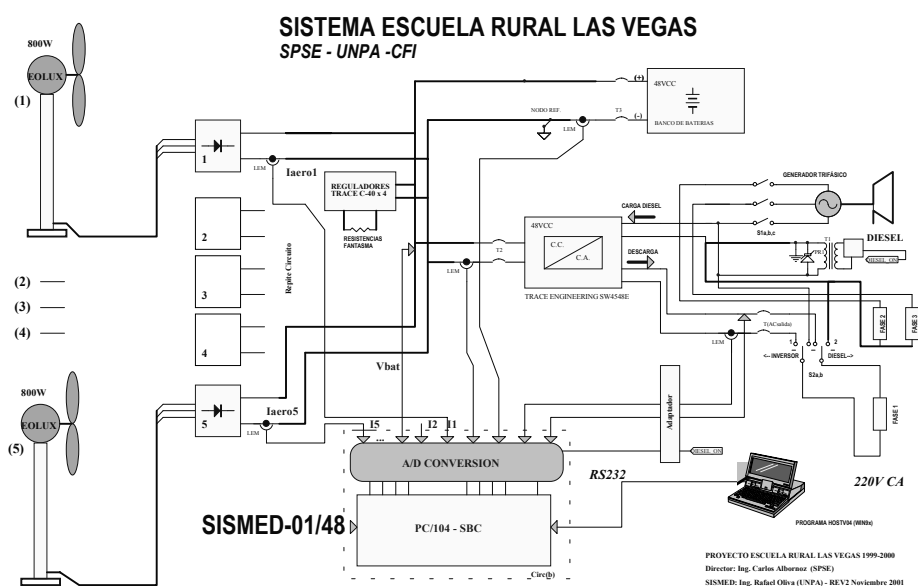 SISTEMA ESCUELA RURAL LAS VEGAS
SPSE - UNPA -CFI
800W
EOLUX
(1)
1
LEM
Iaero1
REGULADORES
TRACE C-40 x 4
RESISTENCIAS
FANTASMA
NODO REF.
LEM
T3
(+)
(-)
48VCC
BANCO DE BATERIAS
2
3
4
Repite Circuito
(2)
(3)
(4)
T2
LEM
48VCC
C.C.
C.A.
TRACE ENGINEERING SW4548E
CARGA DIESEL
DESCARGA
GENERADOR TRIFÁSICO
S1a,b,c
T1
PR1
DIESEL
DIESEL_ON
FASE 2
FASE 3
T(ACsalida)
LEM
1
2
<-- INVERSOR
DIESEL-->
S2a,b
FASE 1
Vbat
800W
EOLUX
(5)
5
LEM
Iaero5
I5
...
I2
I1
Adaptador
DIESEL_ON
A/D CONVERSION
RS232
220V CA
SISMED-01/48
PC/104 - SBC
Circ(b)
PROGRAMA HOSTV04 (WIN9x)
PROYECTO ESCUELA RURAL LAS VEGAS 1999-2000
Director: Ing. Carlos Albornoz (SPSE)
SISMED: Ing. Rafael Oliva (UNPA) - REV2 Noviembre 2001